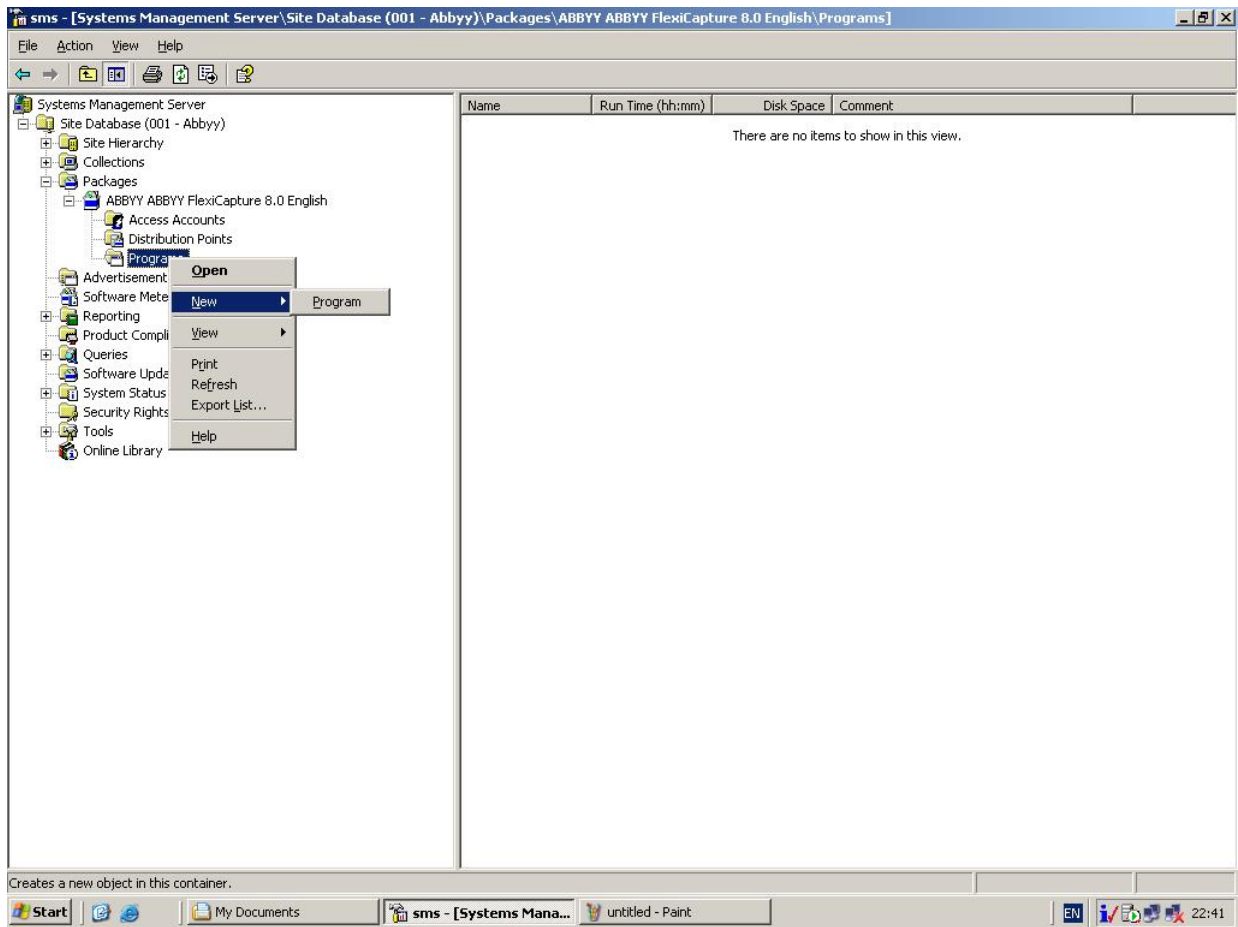 sms - [Systems Management Server\Site Database (001 - Abbyy)\Packages\ABBYY ABBYY FlexiCapture 8.0 English\Programs]
File Action View Help
Systems Management Server
Site Database (001 - Abbyy)
Site Hierarchy
Collections
Packages
ABBYY ABBYY FlexiCapture 8.0 English
Access Accounts
Distribution Points
Programs
Advertisement
Software Mete
Reporting
Product Compli
Queries
Software Upda
System Status
Security Rights
Tools
Online Library
Open
New
Program
View
Print
Refresh
Export List...
Help
Name Run Time (hh:mm) Disk Space Comment
There are no items to show in this view.
Creates a new object in this container.
Start My Documents sms - [Systems Mana... untitled - Paint EN 22:41